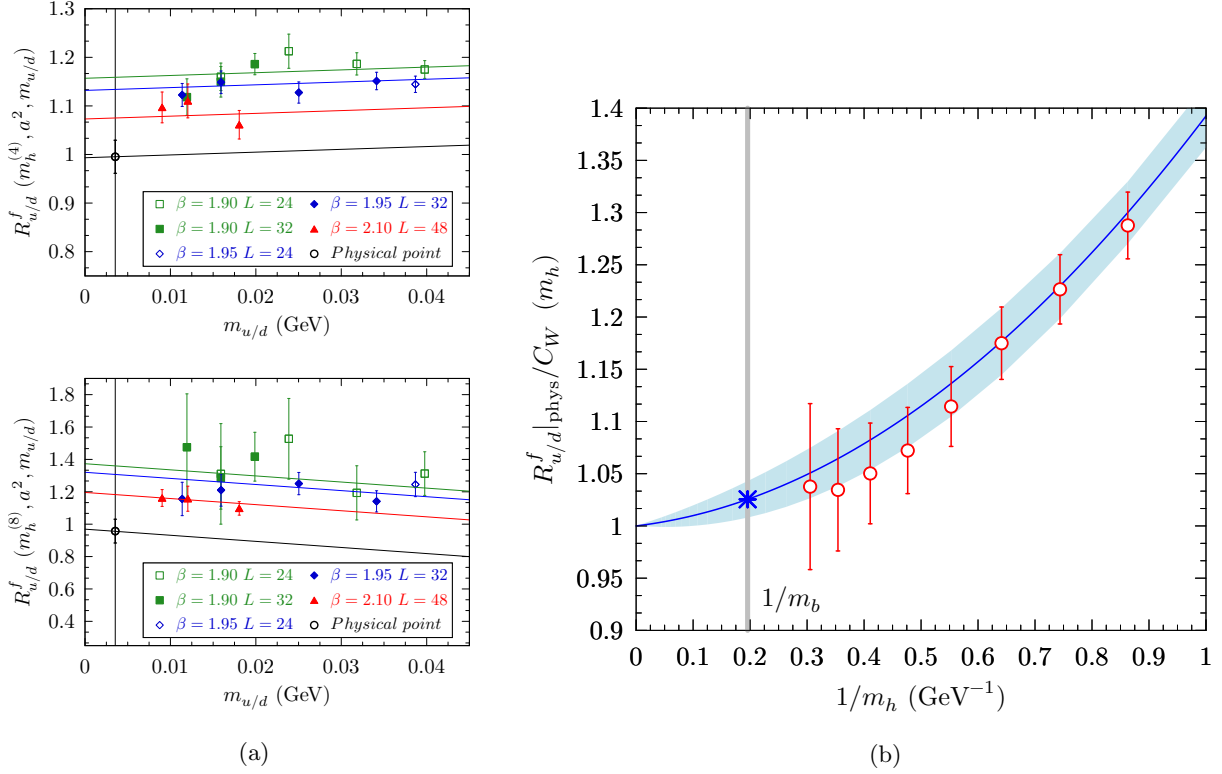 1.3
1.2
1.1
1
0.9
0.8
R^f_{u/d} (m_h^{(4)}, a^2, m_{u/d})
β = 1.90 L = 24
β = 1.90 L = 32
β = 1.95 L = 24
β = 1.95 L = 32
β = 2.10 L = 48
Physical point
0 0.01 0.02 0.03 0.04
m_{u/d} (GeV)
1.8
1.6
1.4
1.2
1
0.8
0.6
0.4
R^f_{u/d} (m_h^{(8)}, a^2, m_{u/d})
β = 1.90 L = 24
β = 1.90 L = 32
β = 1.95 L = 24
β = 1.95 L = 32
β = 2.10 L = 48
Physical point
0 0.01 0.02 0.03 0.04
m_{u/d} (GeV)
(a)
1.4
1.35
1.3
1.25
1.2
1.15
1.1
1.05
1
0.95
0.9
R^f_{u/d}|_{phys}/C_W (m_h)
1/m_b
0 0.1 0.2 0.3 0.4 0.5 0.6 0.7 0.8 0.9 1
1/m_h (GeV^{−1})
(b)